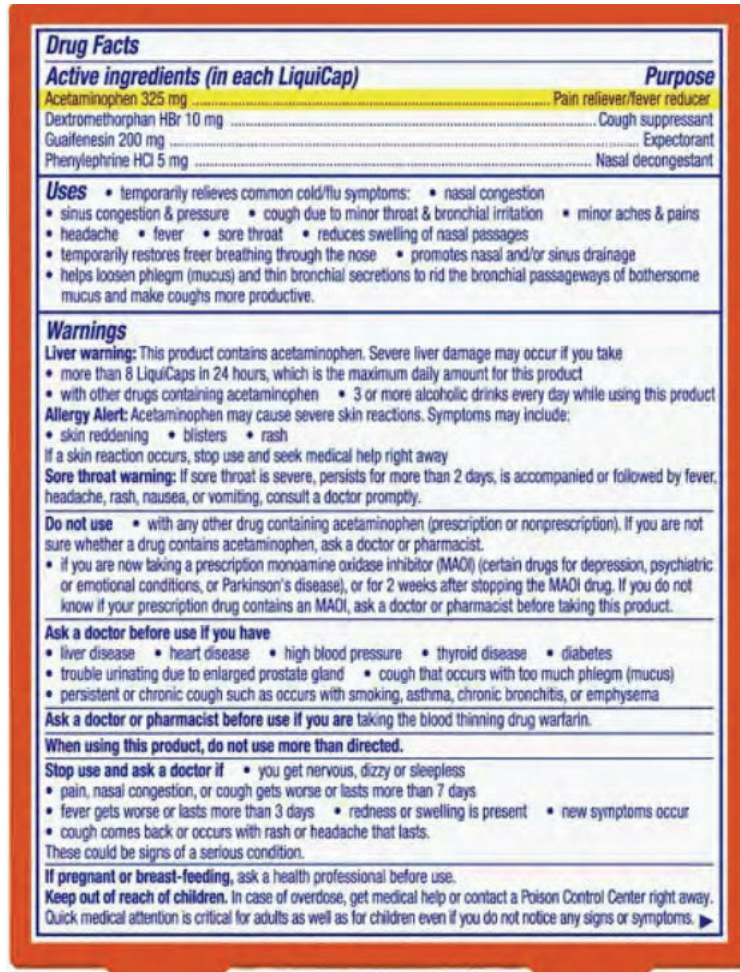 Drug Facts
Active ingredients (in each LiquiCap) Purpose
Acetaminophen 325 mg ........ Pain reliever/fever reducer
Dextromethorphan HBr 10 mg ........ Cough suppressant
Guaifenesin 200 mg ........ Expectorant
Phenylephrine HCl 5 mg ........ Nasal decongestant
Uses • temporarily relieves common cold/flu symptoms: • nasal congestion
• sinus congestion & pressure • cough due to minor throat & bronchial irritation • minor aches & pains
• headache • fever • sore throat • reduces swelling of nasal passages
• temporarily restores freer breathing through the nose • promotes nasal and/or sinus drainage
• helps loosen phlegm (mucus) and thin bronchial secretions to rid the bronchial passageways of bothersome
mucus and make coughs more productive.
Warnings
Liver warning: This product contains acetaminophen. Severe liver damage may occur if you take
• more than 8 LiquiCaps in 24 hours, which is the maximum daily amount for this product
• with other drugs containing acetaminophen • 3 or more alcoholic drinks every day while using this product
Allergy Alert: Acetaminophen may cause severe skin reactions. Symptoms may include:
• skin reddening • blisters • rash
If a skin reaction occurs, stop use and seek medical help right away
Sore throat warning: If sore throat is severe, persists for more than 2 days, is accompanied or followed by fever,
headache, rash, nausea, or vomiting, consult a doctor promptly.
Do not use • with any other drug containing acetaminophen (prescription or nonprescription). If you are not
sure whether a drug contains acetaminophen, ask a doctor or pharmacist.
• if you are now taking a prescription monoamine oxidase inhibitor (MAOI) (certain drugs for depression, psychiatric
or emotional conditions, or Parkinson's disease), or for 2 weeks after stopping the MAOI drug. If you do not
know if your prescription drug contains an MAOI, ask a doctor or pharmacist before taking this product.
Ask a doctor before use if you have
• liver disease • heart disease • high blood pressure • thyroid disease • diabetes
• trouble urinating due to enlarged prostate gland • cough that occurs with too much phlegm (mucus)
• persistent or chronic cough such as occurs with smoking, asthma, chronic bronchitis, or emphysema
Ask a doctor or pharmacist before use if you are taking the blood thinning drug warfarin.
When using this product, do not use more than directed.
Stop use and ask a doctor if • you get nervous, dizzy or sleepless
• pain, nasal congestion, or cough gets worse or lasts more than 7 days
• fever gets worse or lasts more than 3 days • redness or swelling is present • new symptoms occur
• cough comes back or occurs with rash or headache that lasts.
These could be signs of a serious condition.
If pregnant or breast-feeding, ask a health professional before use.
Keep out of reach of children. In case of overdose, get medical help or contact a Poison Control Center right away.
Quick medical attention is critical for adults as well as for children even if you do not notice any signs or symptoms. ▶